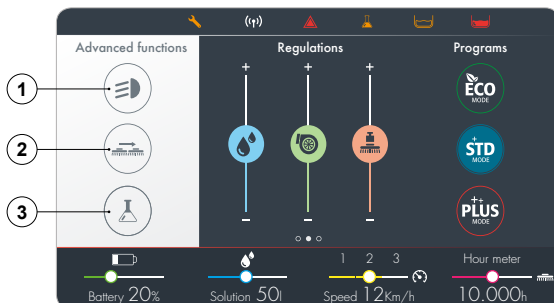 Advanced functions
Regulations
Programs
1
2
3
+ + +
- - -
ECO
MODE
+
STD
MODE
++
PLUS
MODE
1 2 3
Hour meter
Battery 20%
Solution 50l
Speed 12Km/h
10.000h